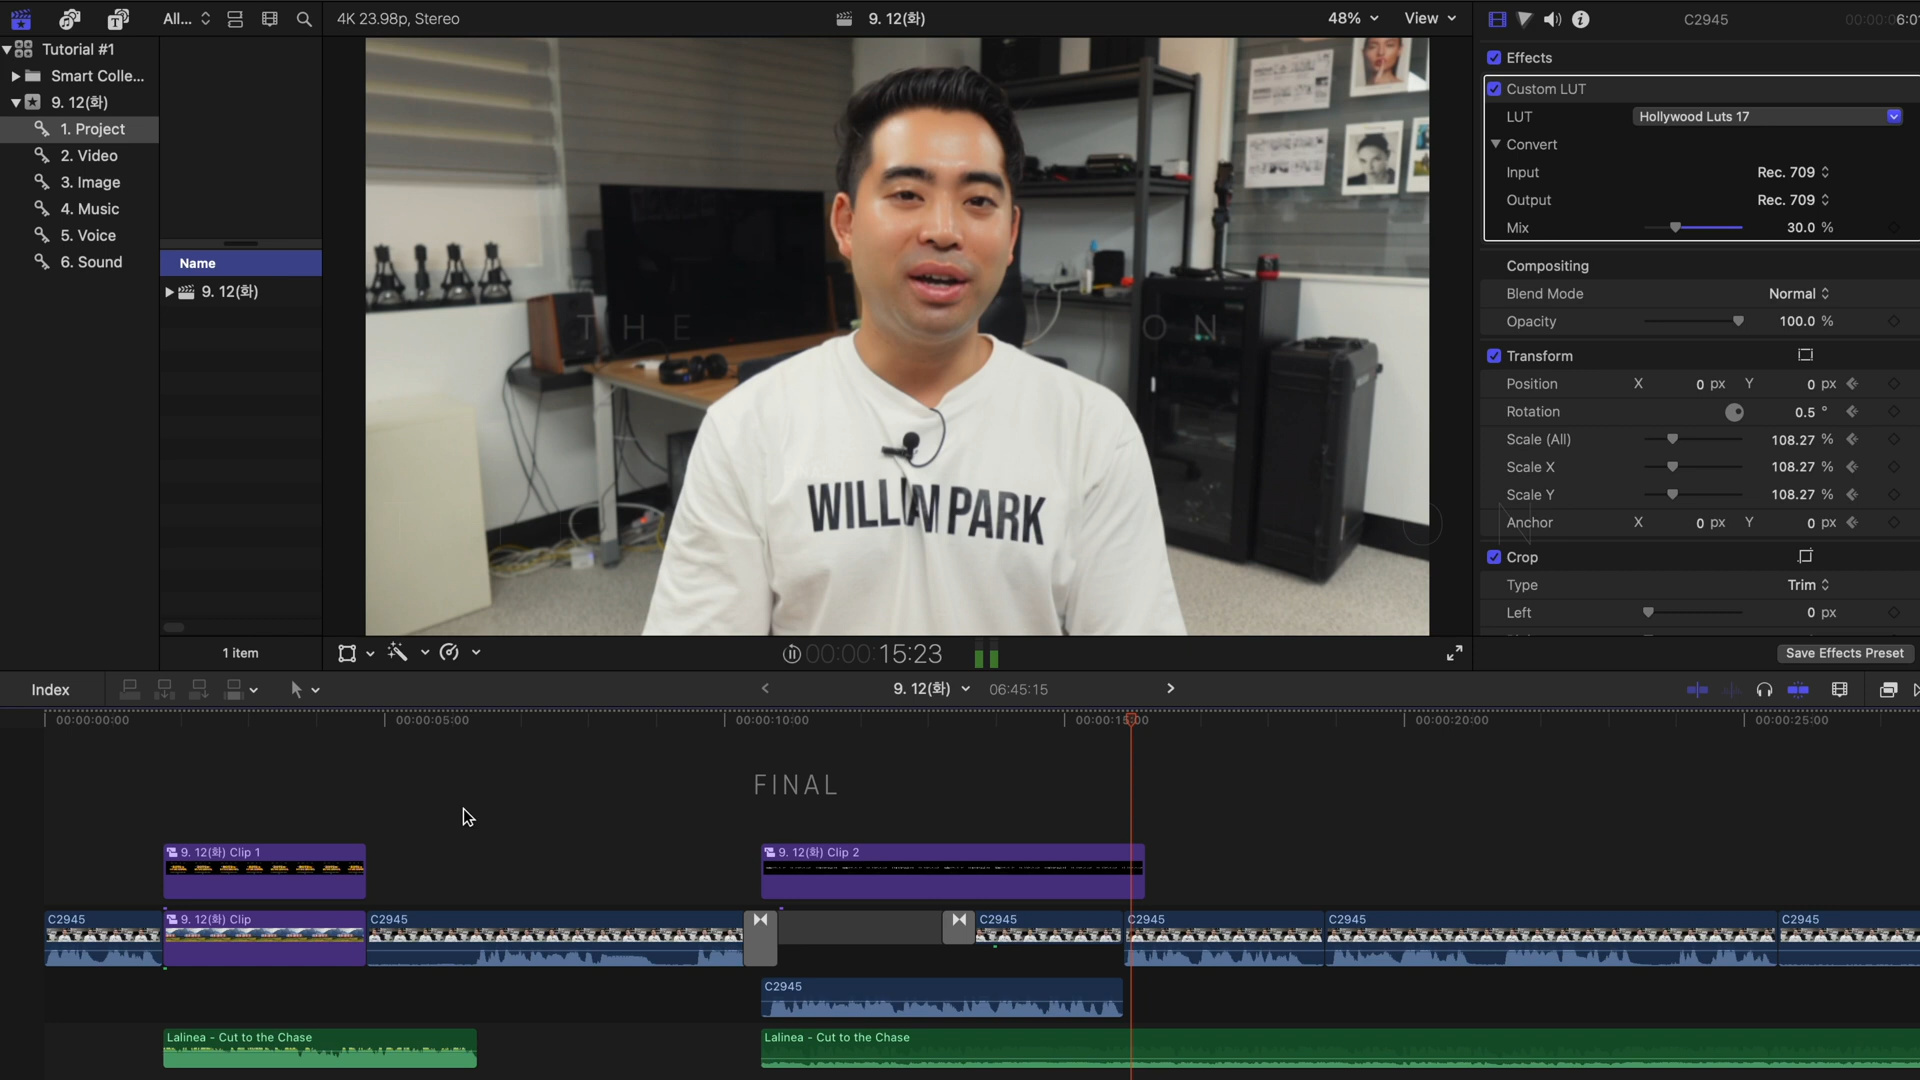 All...
4K 23.98p, Stereo
9. 12(화)
48%
View
C2945
00:00:06:01
Tutorial #1
Smart Colle...
9. 12(화)
1. Project
2. Video
3. Image
4. Music
5. Voice
6. Sound
Name
9. 12(화)
1 item
THE
ON
WILLIAM PARK
Effects
Custom LUT
LUT
Hollywood Luts 17
Convert
Input
Rec. 709
Output
Rec. 709
Mix
30.0 %
Compositing
Blend Mode
Normal
Opacity
100.0 %
Transform
Position
X
0 px
Y
0 px
Rotation
0.5 °
Scale (All)
108.27 %
Scale X
108.27 %
Scale Y
108.27 %
Anchor
X
0 px
Y
0 px
O N
Crop
Type
Trim
Left
0 px
Save Effects Preset
00:00:15:23
Index
9. 12(화)
06:45:15
00:00:00:00
00:00:05:00
00:00:10:00
00:00:15:00
00:00:20:00
00:00:25:00
FINAL
9. 12(화) Clip 1
9. 12(화) Clip 2
C2945
9. 12(화) Clip
C2945
C2945
C2945
C2945
C2945
C2945
Lalinea - Cut to the Chase
Lalinea - Cut to the Chase